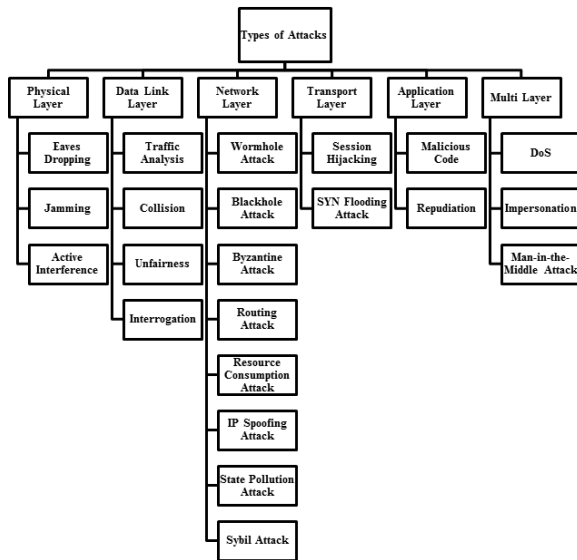 Types of Attacks
Physical
Layer
Data Link
Layer
Network
Layer
Transport
Layer
Application
Layer
Multi Layer
Eaves
Dropping
Jamming
Active
Interference
Traffic
Analysis
Collision
Unfairness
Interrogation
Wormhole
Attack
Blackhole
Attack
Byzantine
Attack
Routing
Attack
Resource
Consumption
Attack
IP Spoofing
Attack
State Pollution
Attack
Sybil Attack
Session
Hijacking
SYN Flooding
Attack
Malicious
Code
Repudiation
DoS
Impersonation
Man-in-the-
Middle Attack